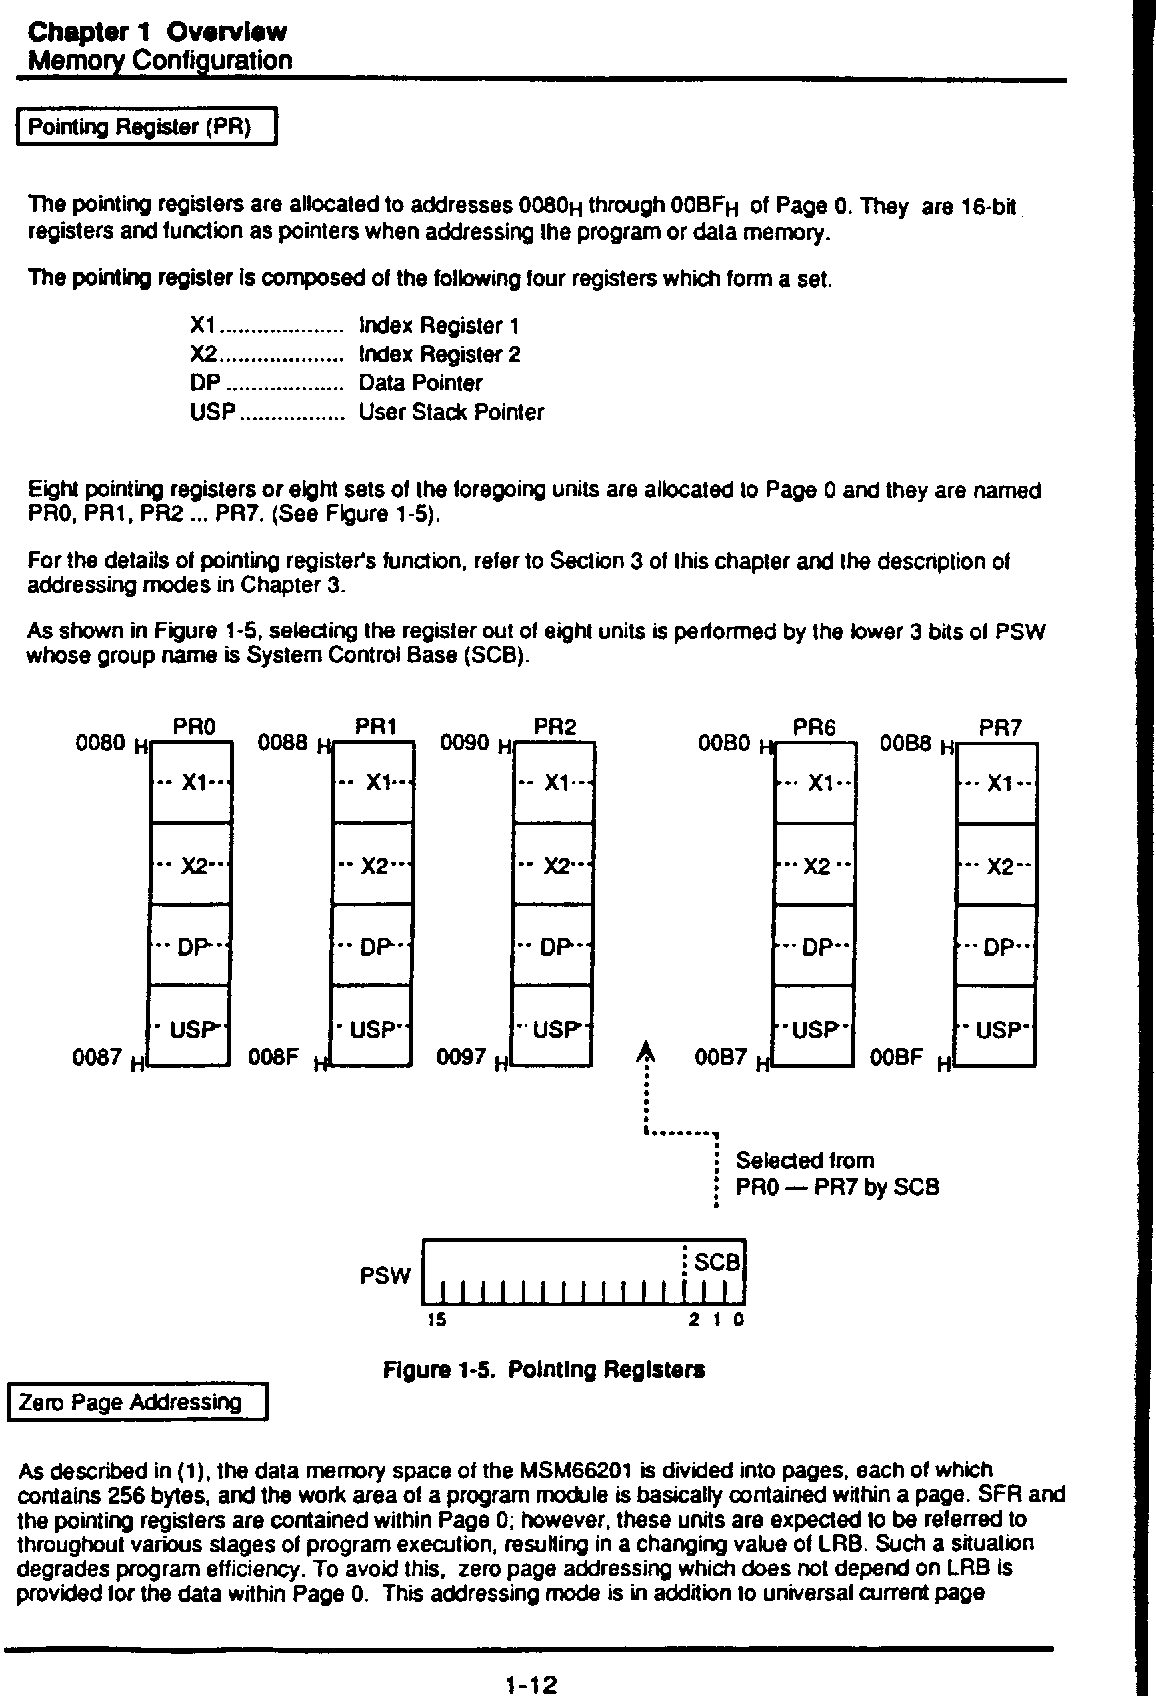 Chapter 1 Overview
Memory Configuration
Pointing Register (PR)
The pointing registers are allocated to addresses 0080H through 00BFH of Page 0. They are 16-bit
registers and function as pointers when addressing the program or data memory.
The pointing register is composed of the following four registers which form a set.
X1 .................... Index Register 1
X2 .................... Index Register 2
DP ................... Data Pointer
USP ................. User Stack Pointer
Eight pointing registers or eight sets of the foregoing units are allocated to Page 0 and they are named
PR0, PR1, PR2 ... PR7. (See Figure 1-5).
For the details of pointing register's function, refer to Section 3 of this chapter and the description of
addressing modes in Chapter 3.
As shown in Figure 1-5, selecting the register out of eight units is performed by the lower 3 bits of PSW
whose group name is System Control Base (SCB).
PR0 PR1 PR2 PR6 PR7
0080 H 0088 H 0090 H 00B0 H 00B8 H
X1 X1 X1 X1 X1
X2 X2 X2 X2 X2
DP DP DP DP DP
USP USP USP USP USP
0087 H 008F H 0097 H 00B7 H 00BF H
Selected from
PR0 — PR7 by SCB
PSW SCB
15 2 1 0
Figure 1-5. Pointing Registers
Zero Page Addressing
As described in (1), the data memory space of the MSM66201 is divided into pages, each of which
contains 256 bytes, and the work area of a program module is basically contained within a page. SFR and
the pointing registers are contained within Page 0; however, these units are expected to be referred to
throughout various stages of program execution, resulting in a changing value of LRB. Such a situation
degrades program efficiency. To avoid this, zero page addressing which does not depend on LRB is
provided for the data within Page 0. This addressing mode is in addition to universal current page
1-12